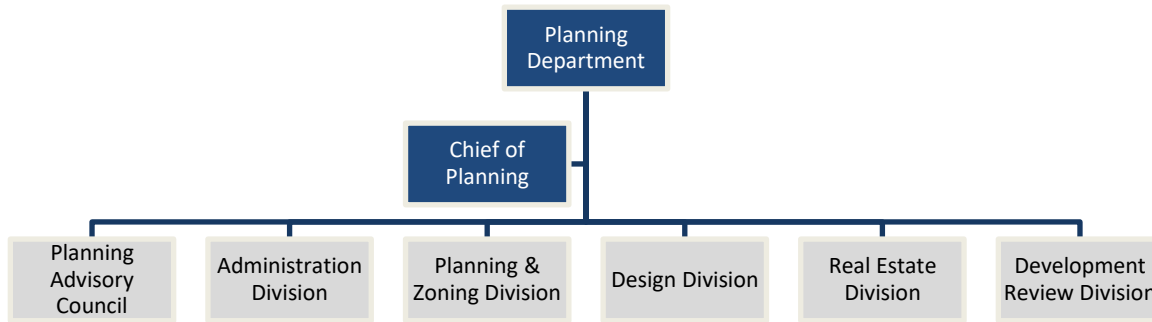 Planning
Department
Chief of
Planning
Planning
Advisory
Council
Administration
Division
Planning &
Zoning Division
Design Division
Real Estate
Division
Development
Review Division